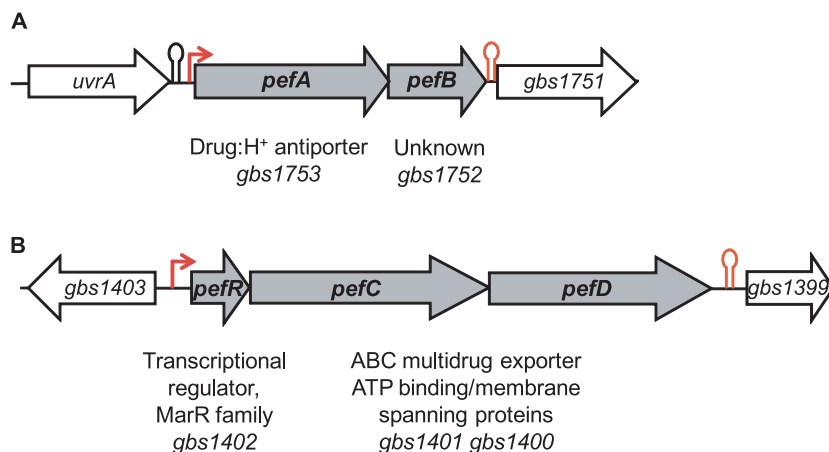 A
uvrA pefA pefB gbs1751
Drug:H+ antiporter Unknown
gbs1753 gbs1752
B
gbs1403 pefR pefC pefD gbs1399
Transcriptional ABC multidrug exporter
regulator, ATP binding/membrane
MarR family spanning proteins
gbs1402 gbs1401 gbs1400